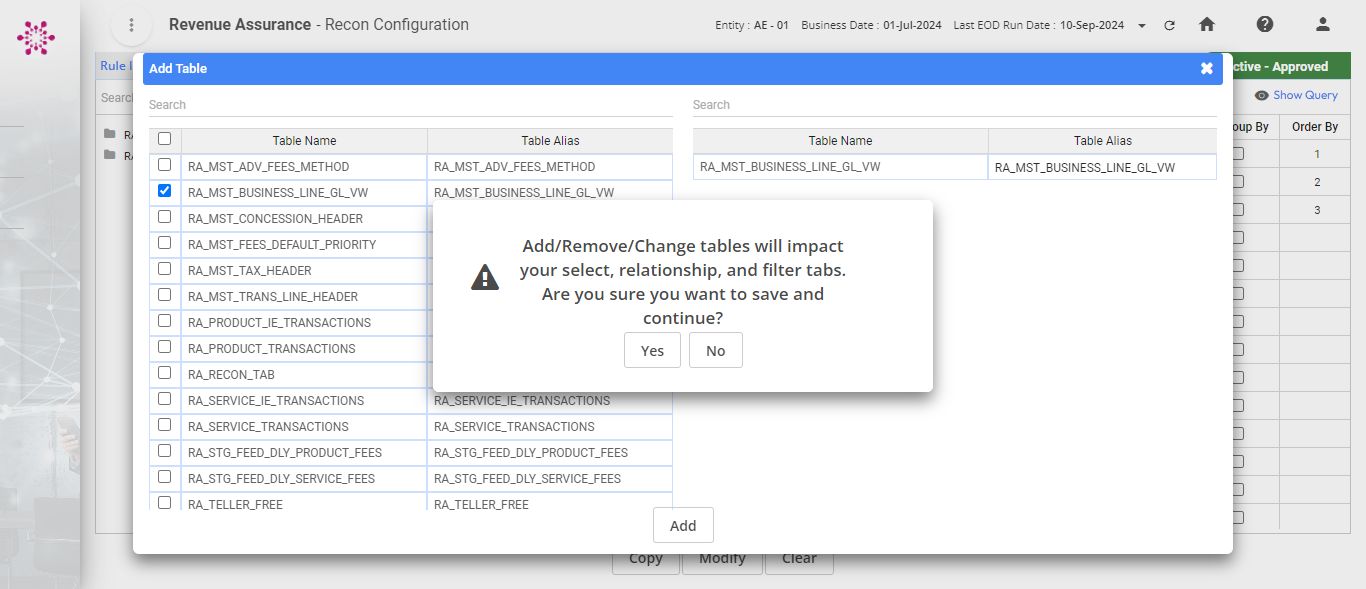 Revenue Assurance - Recon Configuration
Entity : AE - 01 Business Date : 01-Jul-2024 Last EOD Run Date : 10-Sep-2024
Rule
Add Table
ctive - Approved
Search
Search
Search
Show Query
Table Name Table Alias
Table Name Table Alias
oup By Order By
RA_MST_ADV_FEES_METHOD RA_MST_ADV_FEES_METHOD
RA_MST_BUSINESS_LINE_GL_VW RA_MST_BUSINESS_LINE_GL_VW
RA_MST_BUSINESS_LINE_GL_VW RA_MST_BUSINESS_LINE_GL_VW
RA_MST_CONCESSION_HEADER
RA_MST_FEES_DEFAULT_PRIORITY
RA_MST_TAX_HEADER
RA_MST_TRANS_LINE_HEADER
RA_PRODUCT_IE_TRANSACTIONS
RA_PRODUCT_TRANSACTIONS
RA_RECON_TAB
RA_SERVICE_IE_TRANSACTIONS RA_SERVICE_IE_TRANSACTIONS
RA_SERVICE_TRANSACTIONS RA_SERVICE_TRANSACTIONS
RA_STG_FEED_DLY_PRODUCT_FEES RA_STG_FEED_DLY_PRODUCT_FEES
RA_STG_FEED_DLY_SERVICE_FEES RA_STG_FEED_DLY_SERVICE_FEES
RA_TELLER_FREE RA_TELLER_FREE
1
2
3
Add/Remove/Change tables will impact
your select, relationship, and filter tabs.
Are you sure you want to save and
continue?
Yes No
Add
Copy Modify Clear